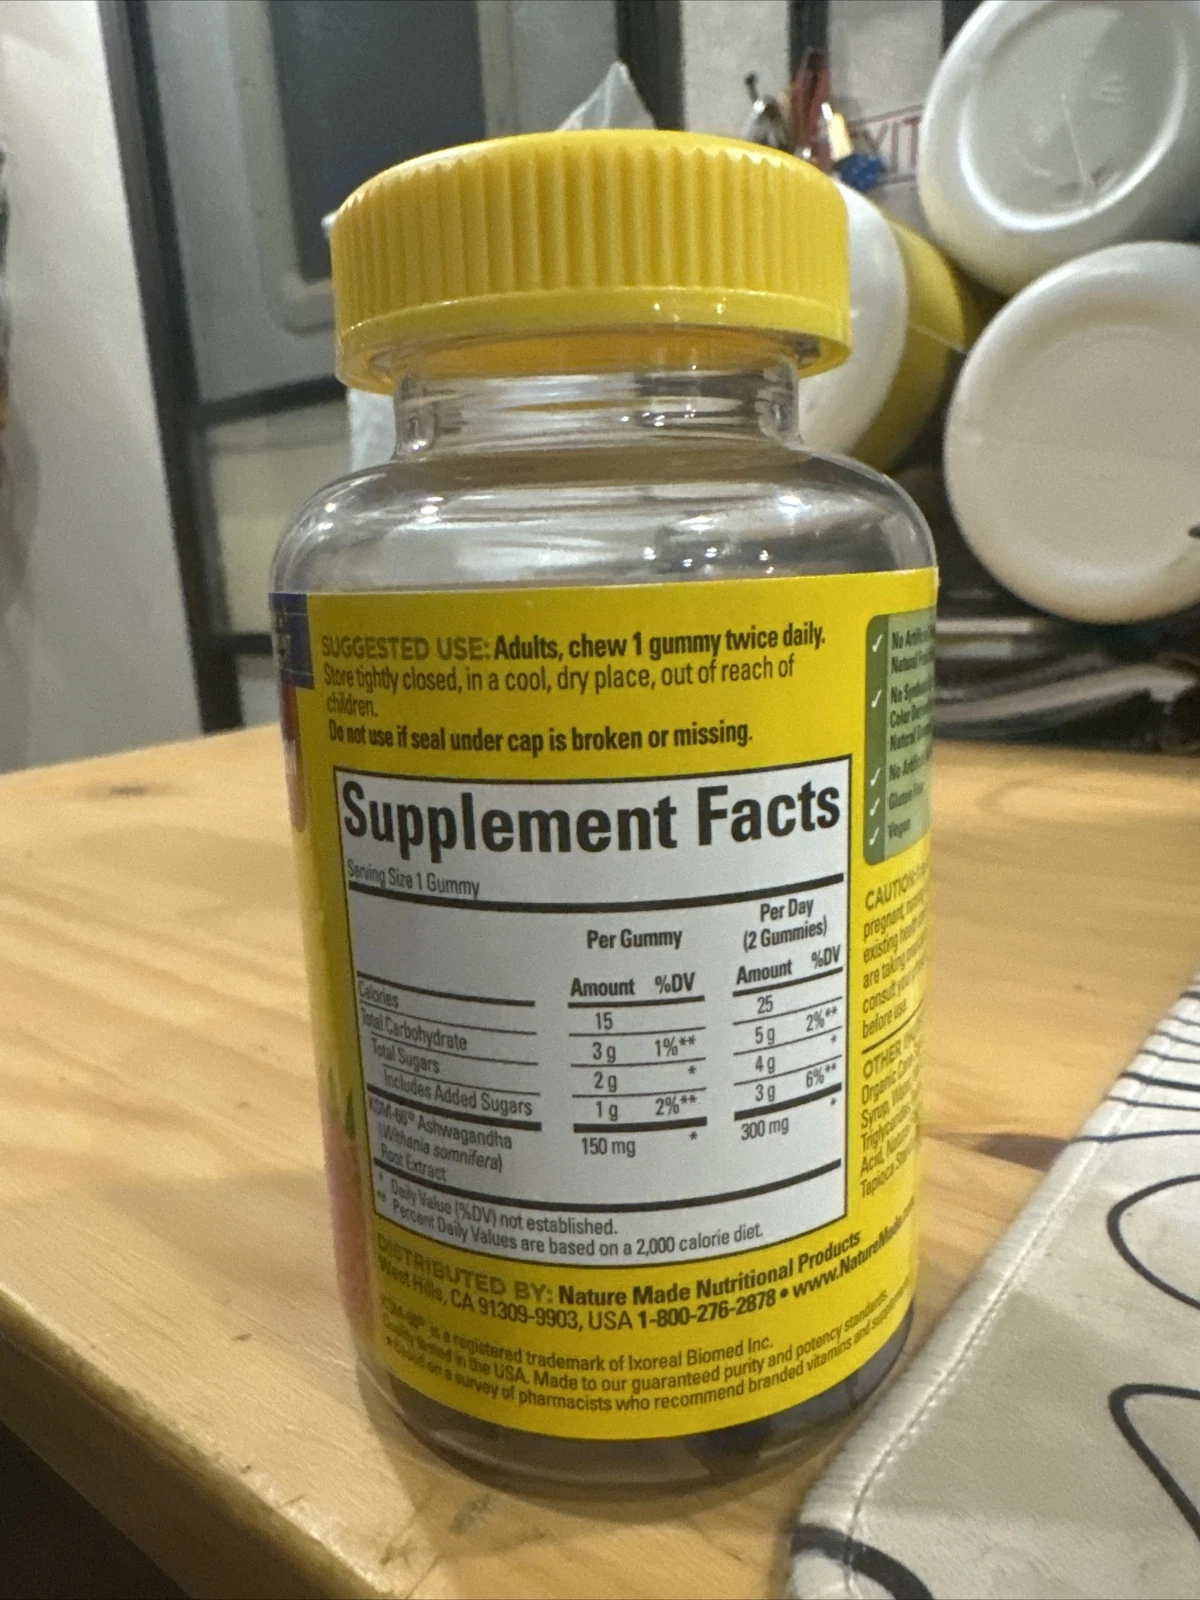 SUGGESTED USE: Adults, chew 1 gummy twice daily.
Store tightly closed, in a cool, dry place, out of reach of
children.
Do not use if seal under cap is broken or missing.
Supplement Facts
Serving Size 1 Gummy
Per Gummy Per Day (2 Gummies)
Amount %DV Amount %DV
Calories 15 25
Total Carbohydrate 3 g 1%** 5 g 2%**
Total Sugars 2 g * 4 g *
Includes Added Sugars 1 g 2%** 3 g 6%**
KSM-66® Ashwagandha 150 mg * 300 mg *
(Withania somnifera)
Root Extract
* Daily Value (%DV) not established.
** Percent Daily Values are based on a 2,000 calorie diet.
DISTRIBUTED BY: Nature Made Nutritional Products
West Hills, CA 91309-9903, USA 1-800-276-2878 • www.NatureMade.
KSM-66® is a registered trademark of Ixoreal Biomed Inc.
Quality tested in the USA. Made to our guaranteed purity and potency standards.
Based on a survey of pharmacists who recommend branded vitamins and
No
Natural
No
Color
Natural
No
Gluten Free
Vegan
CAUTION:
pregnant,
existing
are taking
consult your
before use.
OTHER
Organic
Syrup,
Acid,
Tapioca